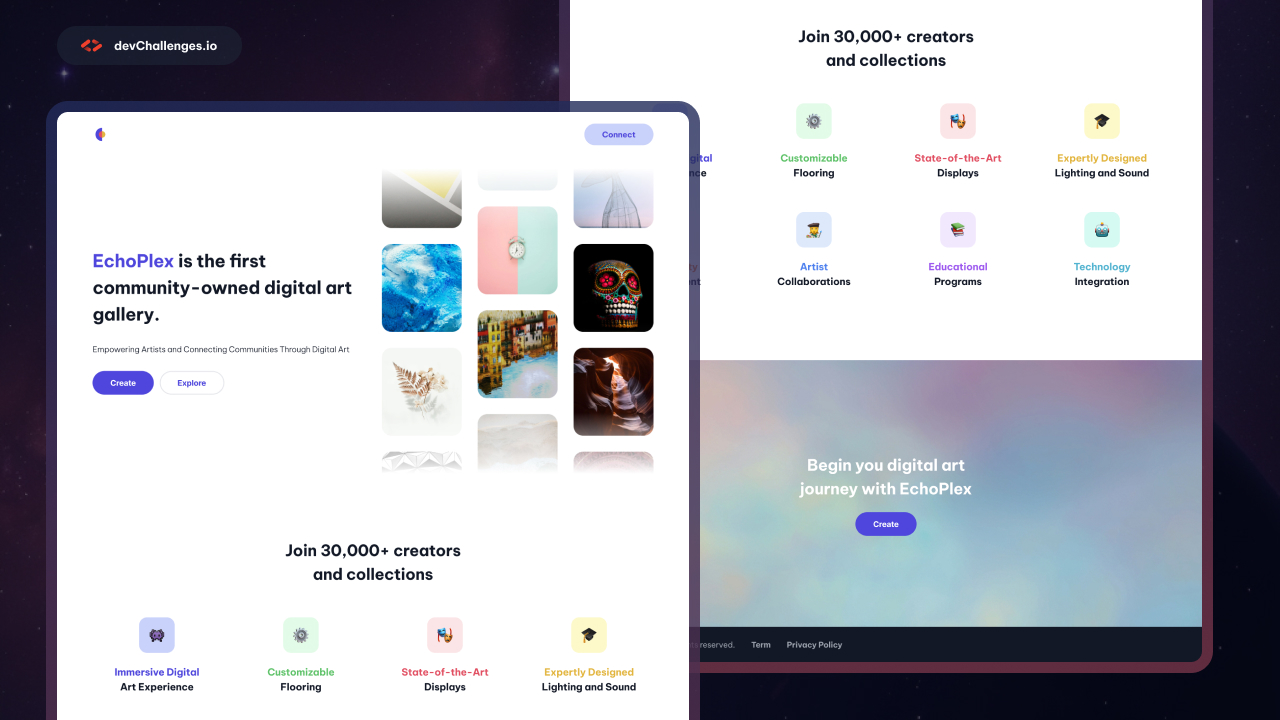 devChallenges.io
Connect
EchoPlex is the first
community-owned digital art
gallery.
Empowering Artists and Connecting Communities Through Digital Art
Create
Explore
Join 30,000+ creators
and collections
Immersive Digital
Art Experience
Customizable
Flooring
State-of-the-Art
Displays
Expertly Designed
Lighting and Sound
Join 30,000+ creators
and collections
Customizable
Flooring
State-of-the-Art
Displays
Expertly Designed
Lighting and Sound
Artist
Collaborations
Educational
Programs
Technology
Integration
Begin you digital art
journey with EchoPlex
Create
reserved.
Term
Privacy Policy